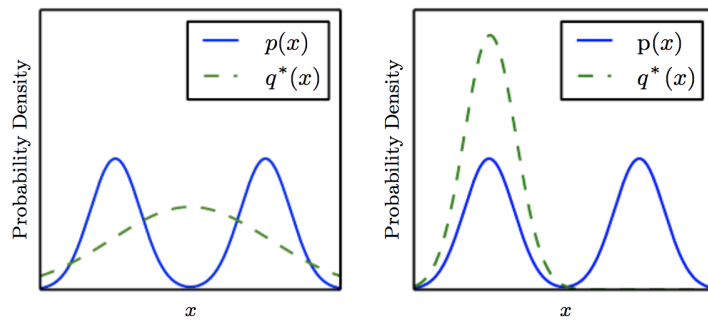 p(x)
q*(x)
Probability Density
x
p(x)
q*(x)
Probability Density
x